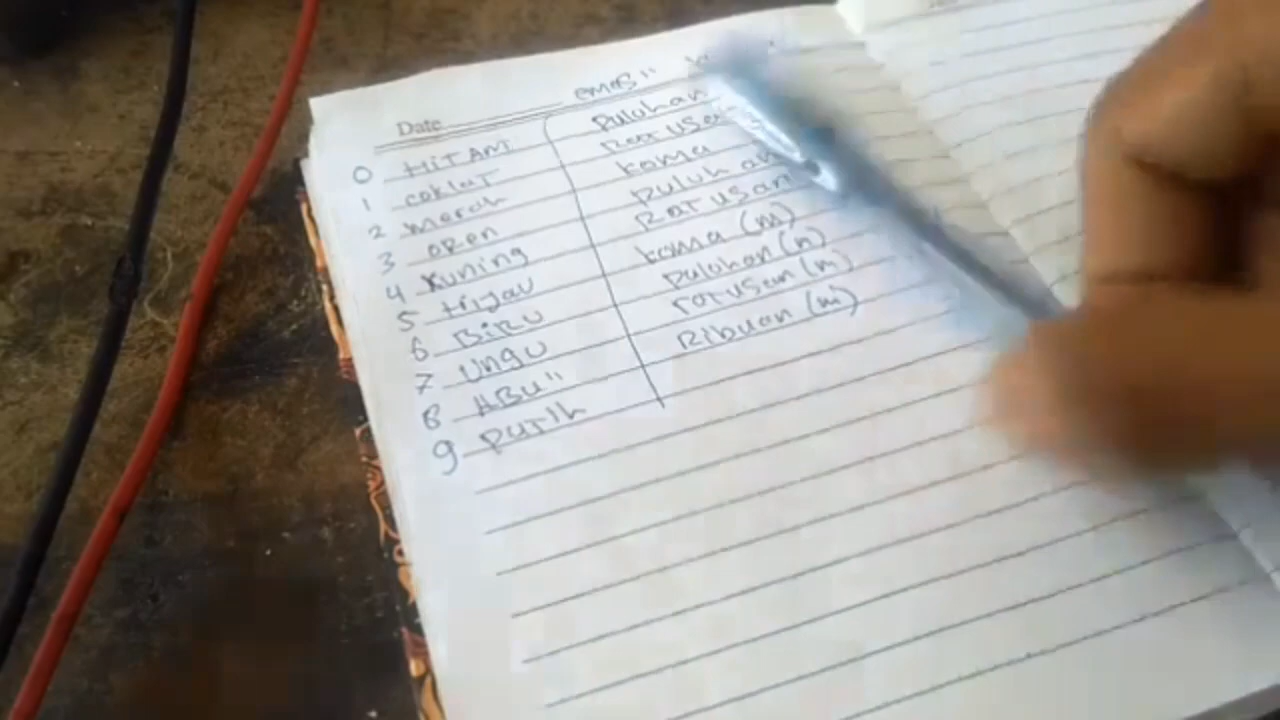 emas"
Date
0 HITAM Puluhan
1 coklaT Ratusan
2 merah koma
3 oren puluhan
4 Kuning Ratusan
5 HiJau koma (m)
6 BiRU puluhan (m)
7 UNGU ratusan (m)
8 ABU" Ribuan (m)
9 PUTIh